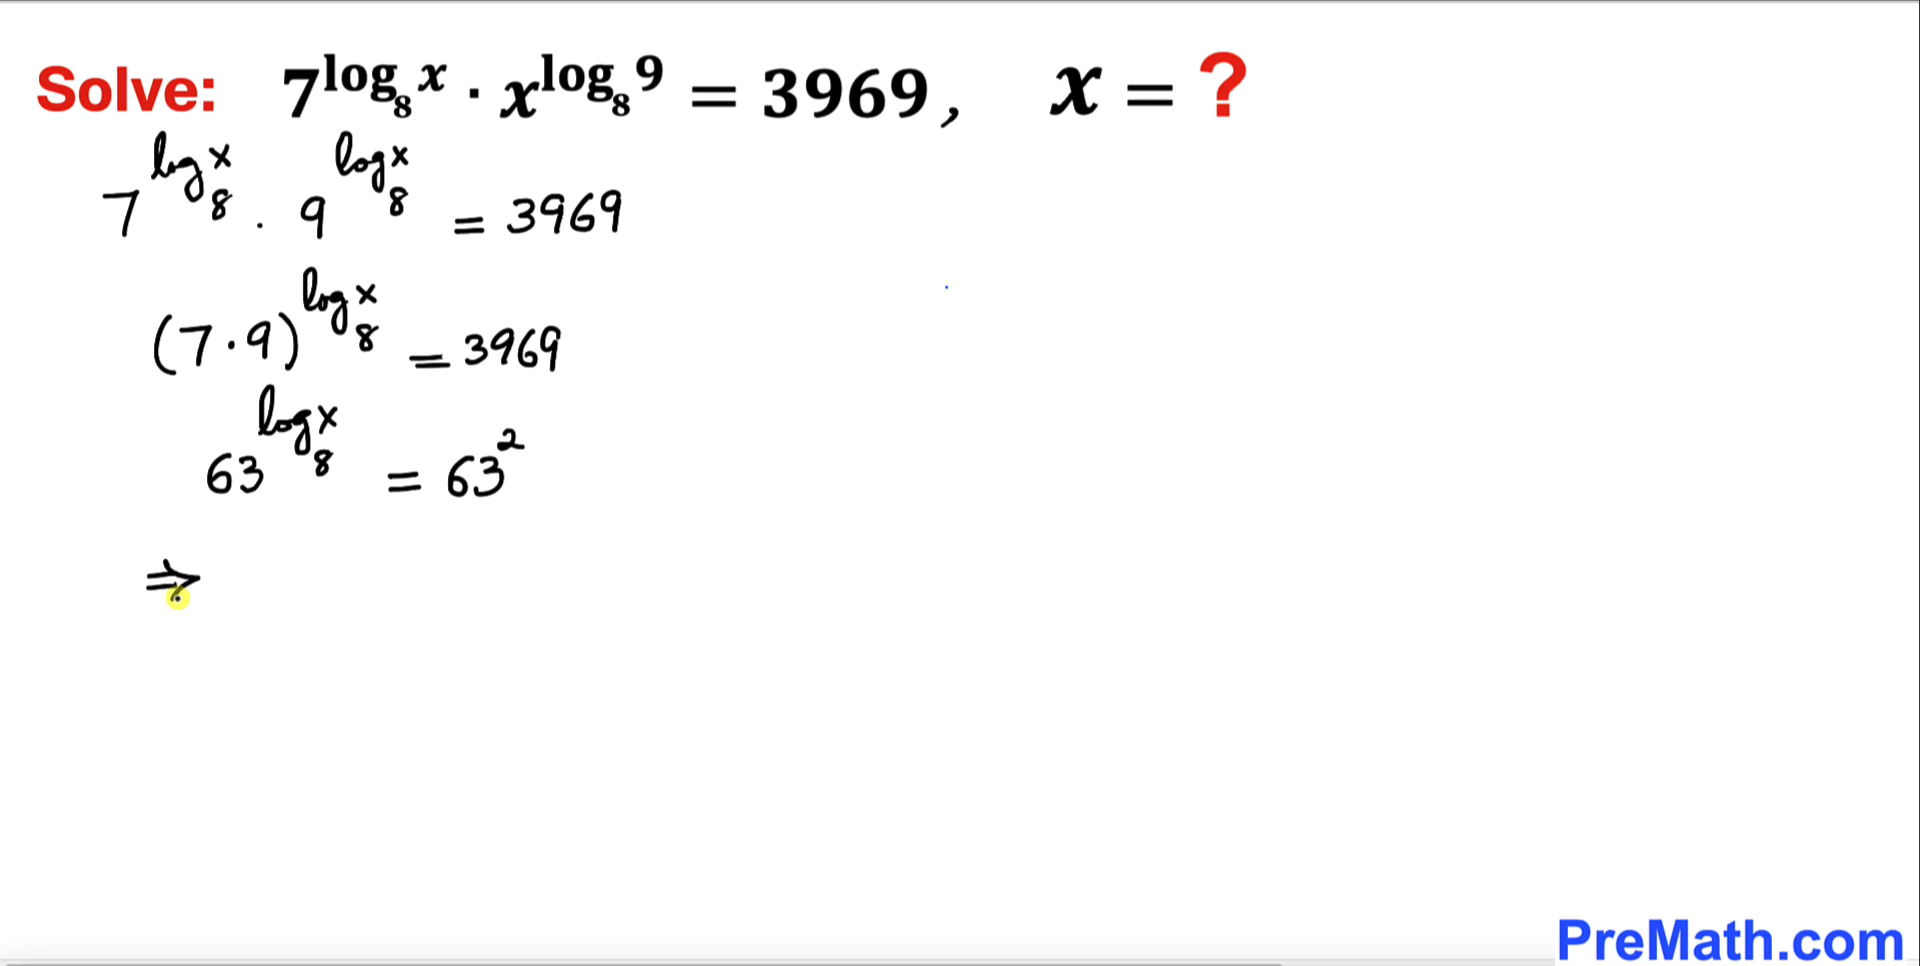 Solve: 7^{log_8 x} · x^{log_8 9} = 3969, x = ?
7^{log_8 x} · 9^{log_8 x} = 3969
(7·9)^{log_8 x} = 3969
63^{log_8 x} = 63^2
⇒
PreMath.com